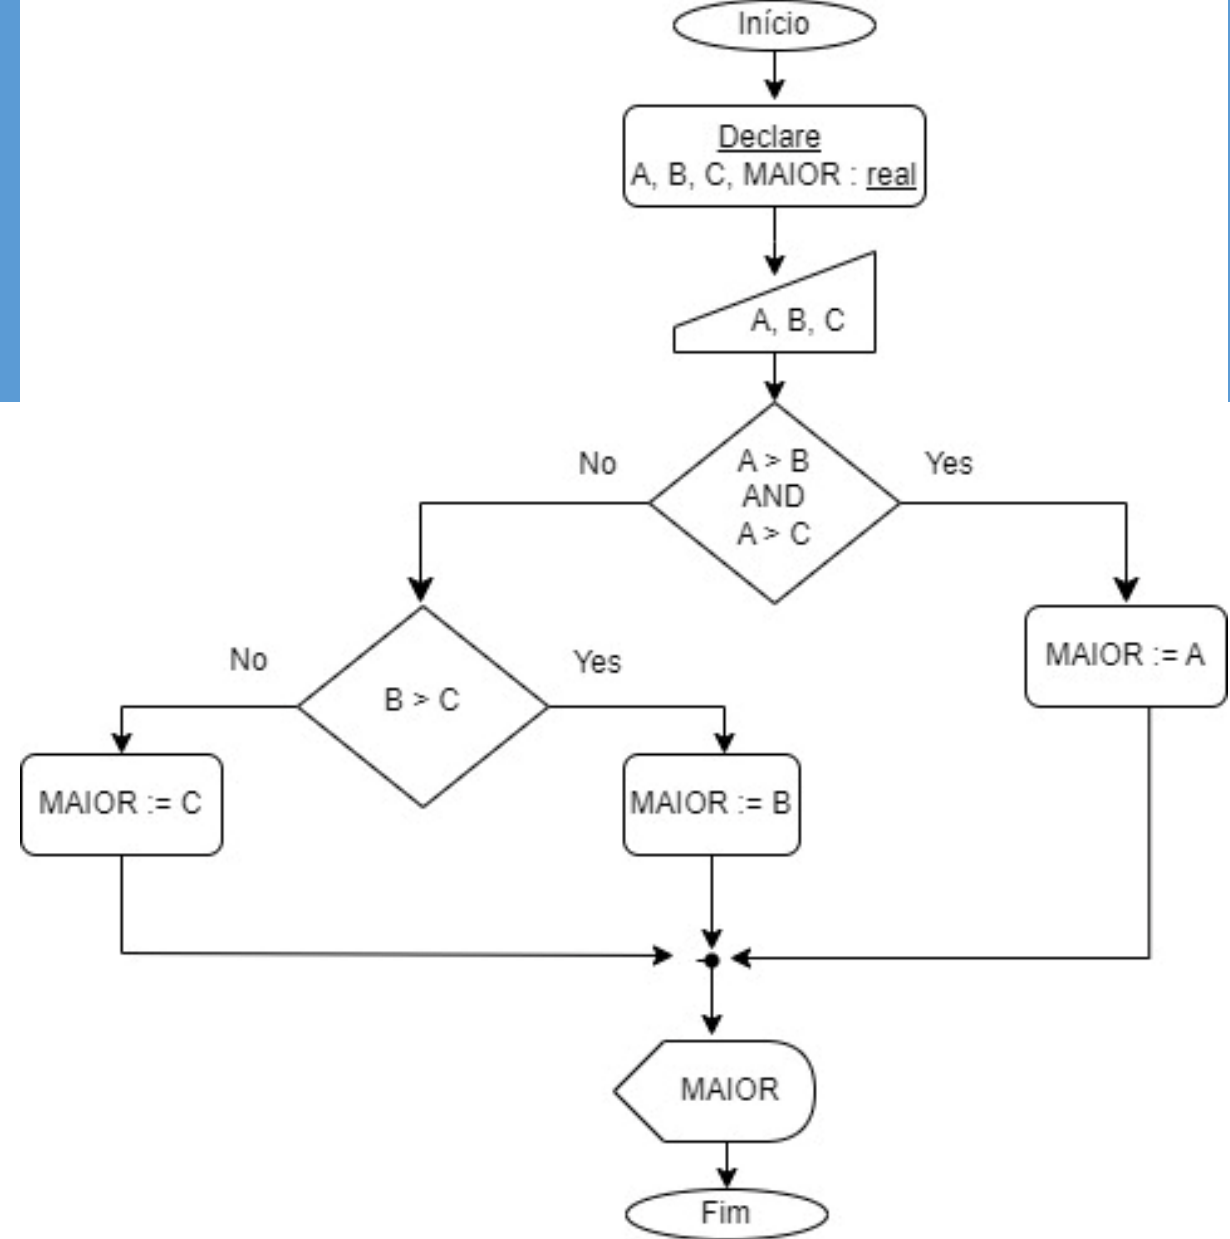 Início
Declare
A, B, C, MAIOR : real
A, B, C
No
A > B
AND
A > C
Yes
No
B > C
Yes
MAIOR := A
MAIOR := C
MAIOR := B
MAIOR
Fim